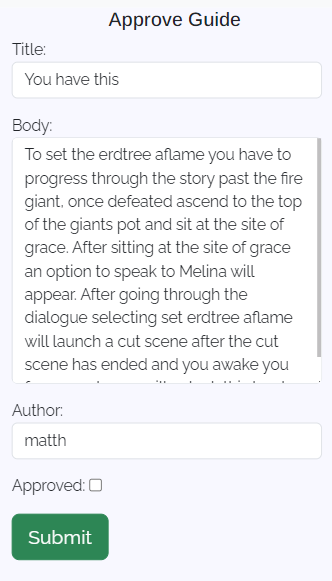 Approve Guide
Title:
You have this
Body:
To set the erdtree aflame you have to
progress through the story past the fire
giant, once defeated ascend to the top
of the giants pot and sit at the site of
grace. After sitting at the site of grace
an option to speak to Melina will
appear. After going through the
dialogue selecting set erdtree aflame
will launch a cut scene after the cut
scene has ended and you awake you
Author:
matth
Approved:
Submit